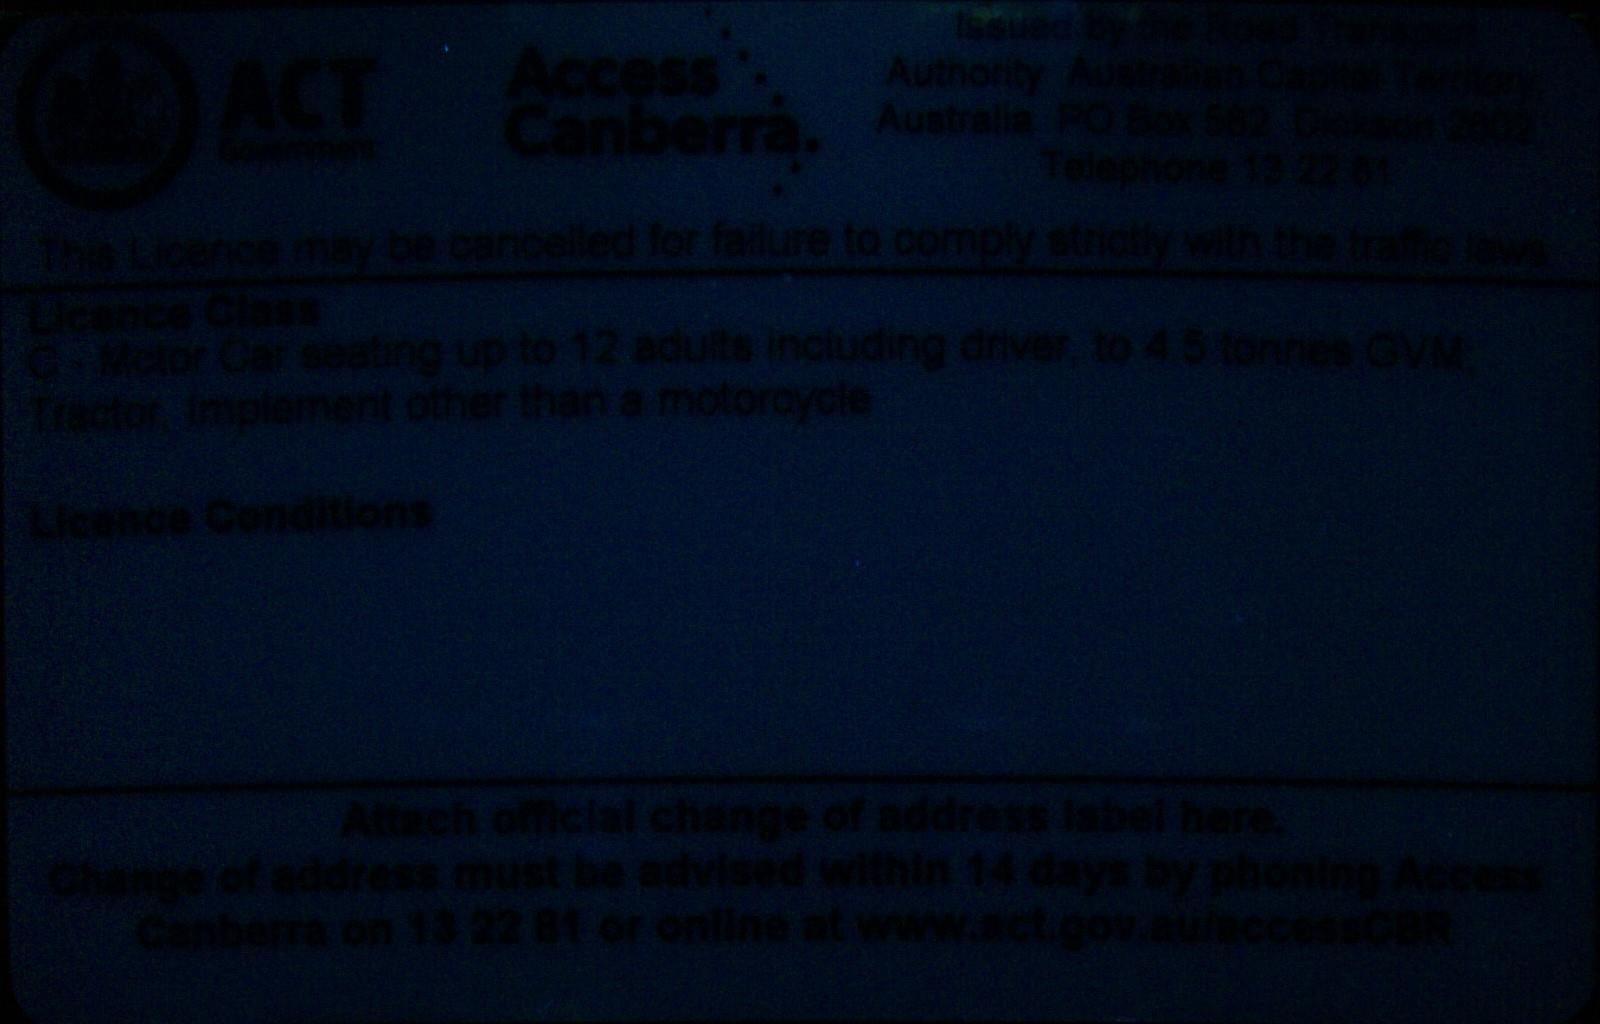 ACT
Government
Access
Canberra.
Issued by the Road Transport
Authority Australian Capital Territory,
Australia PO Box 582 Dickson 2602
Telephone 13 22 81
This Licence may be cancelled for failure to comply strictly with the traffic laws
Licence Class
C - Motor Car seating up to 12 adults including driver, to 4.5 tonnes GVM,
Tractor, Implement other than a motorcycle
Licence Conditions
Attach official change of address label here.
Change of address must be advised within 14 days by phoning Access
Canberra on 13 22 81 or online at www.act.gov.au/accessCBR